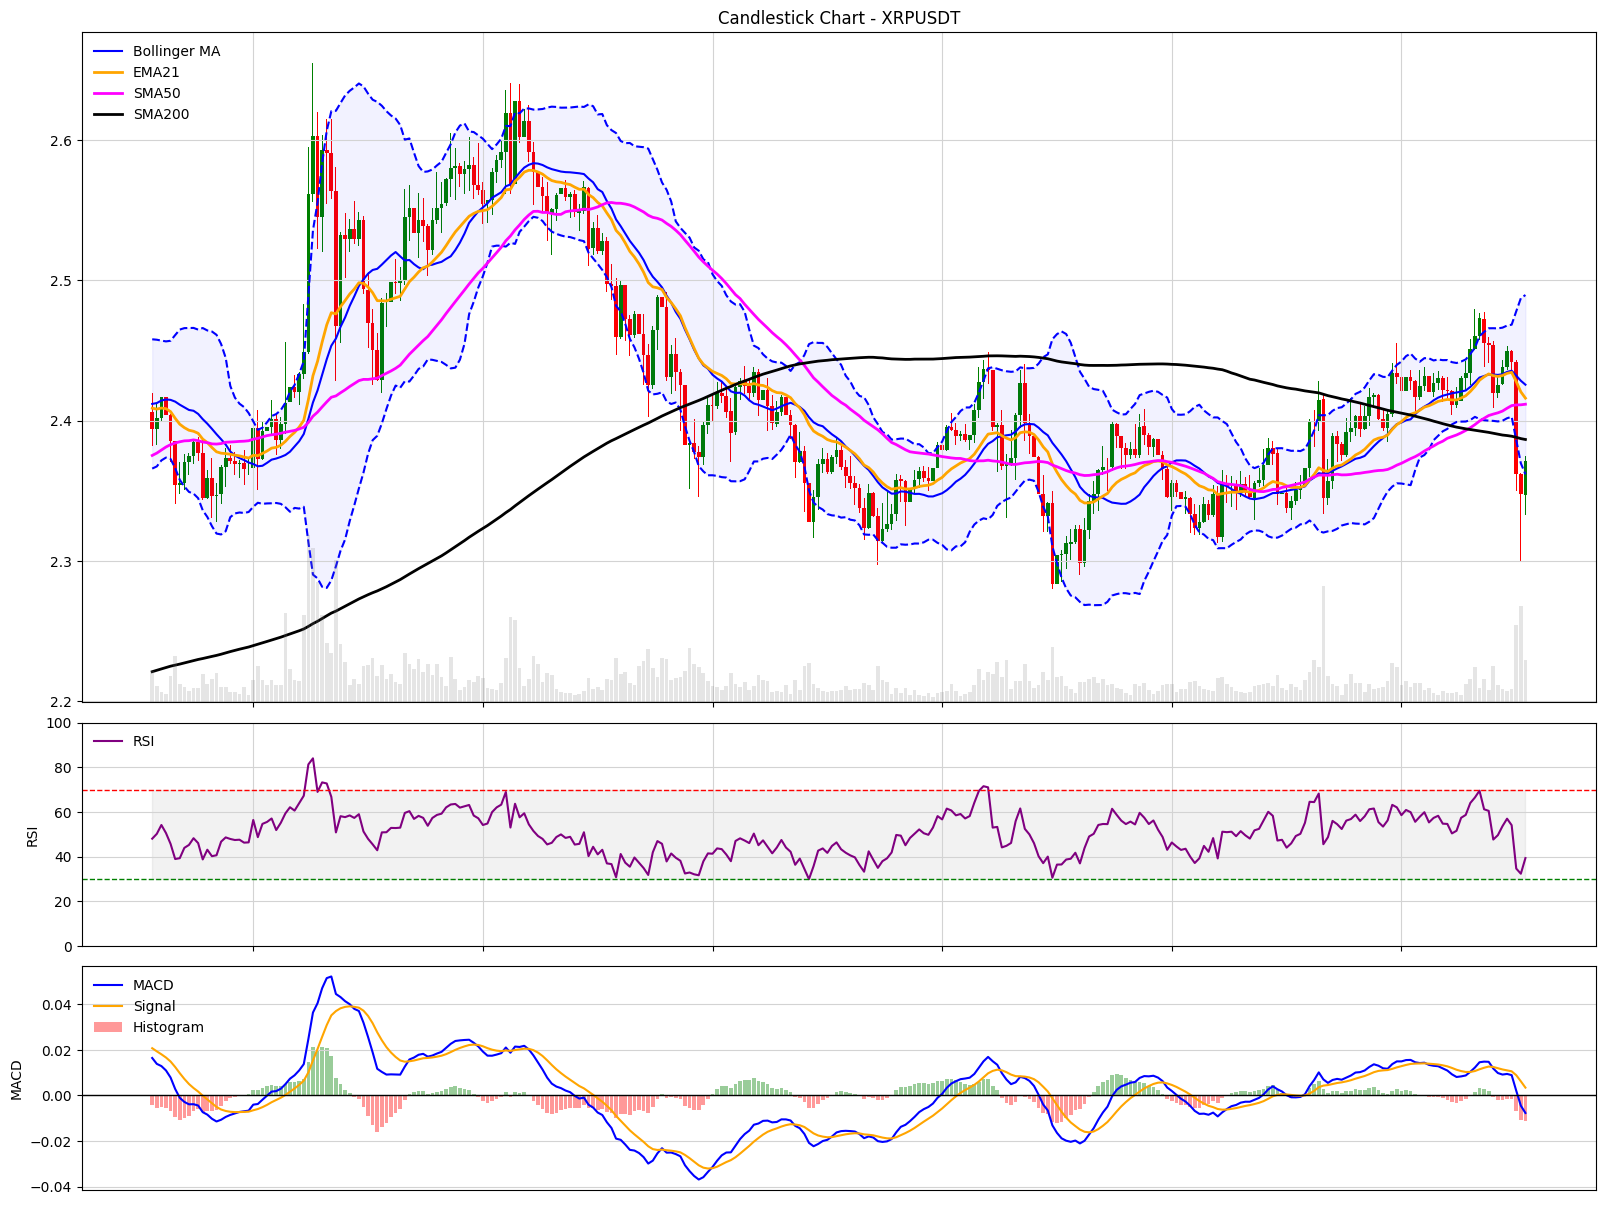 Candlestick Chart - XRPUSDT
Bollinger MA
EMA21
SMA50
SMA200
2.6
2.5
2.4
2.3
2.2
RSI
RSI
100
80
60
40
20
0
MACD
MACD
Signal
Histogram
0.04
0.02
0.00
−0.02
−0.04